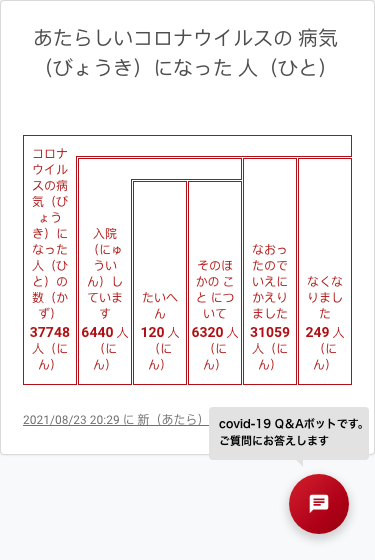 あたらしいコロナウイルスの 病気
（びょうき）になった 人（ひと）
コロナ
ウイル
スの病
気（び
ょう
き）に
なった
人（ひ
と）の
数（か
ず）
37748
人（に
ん）
入院
（にゅ
うい
ん）し
ていま
す
6440 人
（に
ん）
たいへ
ん
120 人
（に
ん）
そのほ
かの こ
と につ
いて
6320 人
（に
ん）
なおっ
たので
いえに
かえり
ました
31059
人（に
ん）
なくな
りまし
た
249 人
（に
ん）
2021/08/23 20:29 に 新（あたら）
covid-19 Q&Aボットです。
ご質問にお答えします